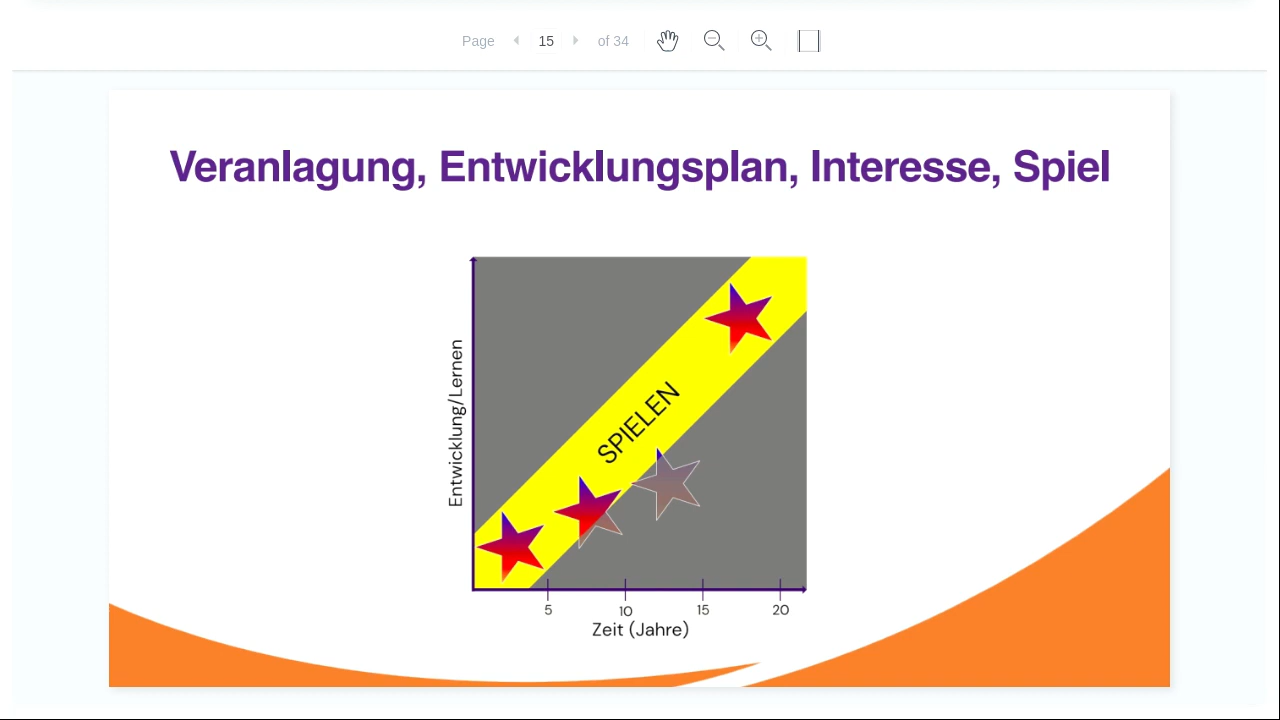 Page 15 of 34
Veranlagung, Entwicklungsplan, Interesse, Spiel
Entwicklung/Lernen
SPIELEN
5 10 15 20
Zeit (Jahre)